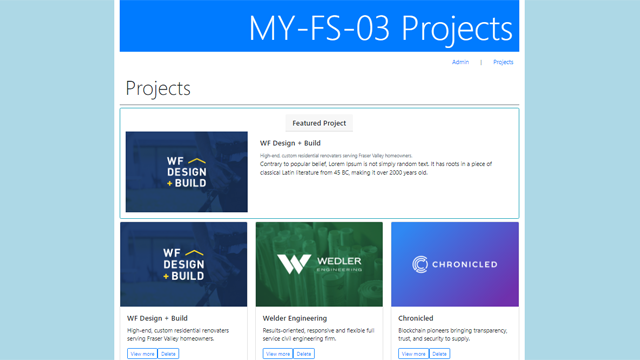 MY-FS-03 Projects
Admin | Projects
Projects
Featured Project
WF DESIGN + BUILD
WF Design + Build
High-end, custom residential renovaters serving Fraser Valley homeowners.
Contrary to popular belief, Lorem Ipsum is not simply random text. It has roots in a piece of
classical Latin literature from 45 BC, making it over 2000 years old.
WF DESIGN + BUILD
WEDLER ENGINEERING
CHRONICLED
WF Design + Build
High-end, custom residential renovaters
serving Fraser Valley homeowners.
View more Delete
Welder Engineering
Results-oriented, responsive and flexible full
service civil engineering firm.
View more Delete
Chronicled
Blockchain pioneers bringing transparency,
trust, and security to supply.
View more Delete